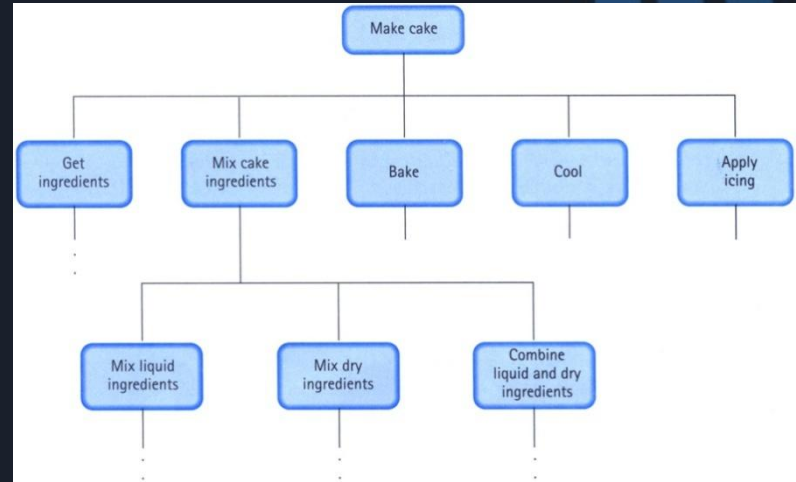 Make cake
Get
ingredients
Mix cake
ingredients
Bake
Cool
Apply
icing
Mix liquid
ingredients
Mix dry
ingredients
Combine
liquid and dry
ingredients